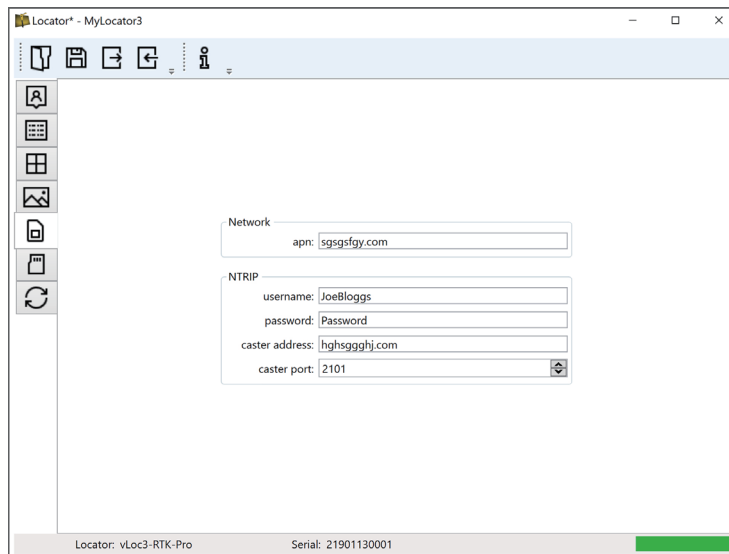 Locator* - MyLocator3
Network
apn: sgsgsfgy.com
NTRIP
username: JoeBloggs
password: Password
caster address: hghsggghj.com
caster port: 2101
Locator: vLoc3-RTK-Pro Serial: 21901130001